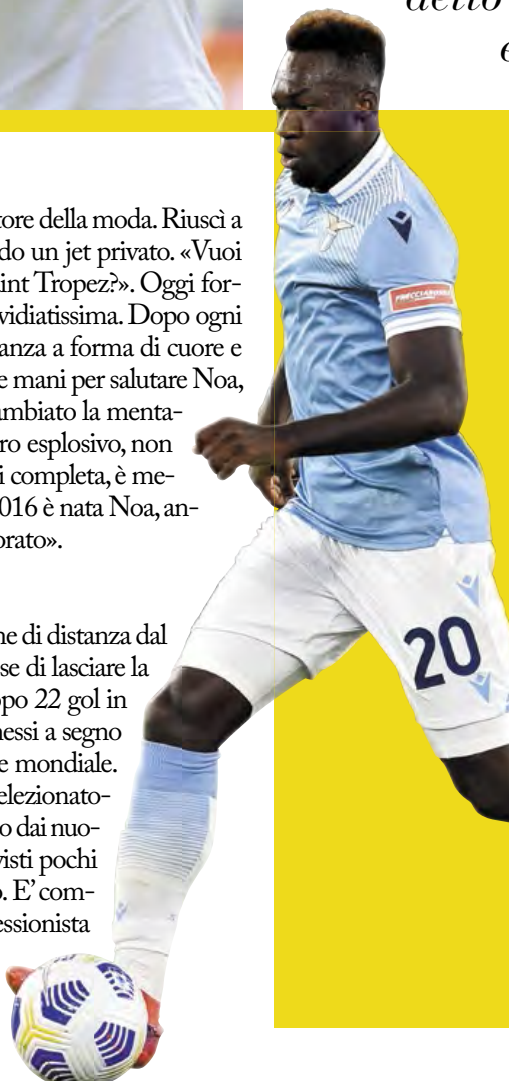 dello
e
tore della moda. Riuscì a
do un jet privato. «Vuoi
int Tropez?». Oggi for-
vidiatissima. Dopo ogni
anza a forma di cuore e
e mani per salutare Noa,
ambiato la menta-
ro esplosivo, non
i completa, è me-
016 è nata Noa, an-
orato».
ne di distanza dal
se di lasciare la
po 22 gol in
nessi a segno
e mondiale.
elezionato-
o dai nuo-
visti pochi
o. E' com-
essionista
FRECCIAROSSA
20